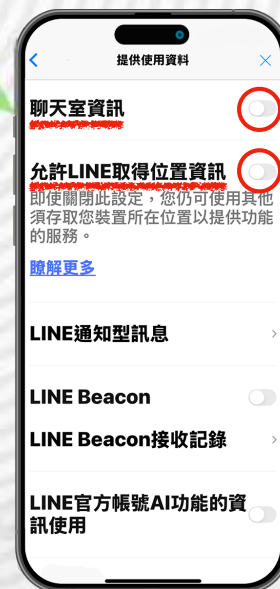 提供使用資料
聊天室資訊
允許LINE取得位置資訊
即使關閉此設定，您仍可使用其他
須存取您裝置所在位置以提供功能
的服務。
瞭解更多
LINE通知型訊息
LINE Beacon
LINE Beacon接收記錄
LINE官方帳號AI功能的資
訊使用